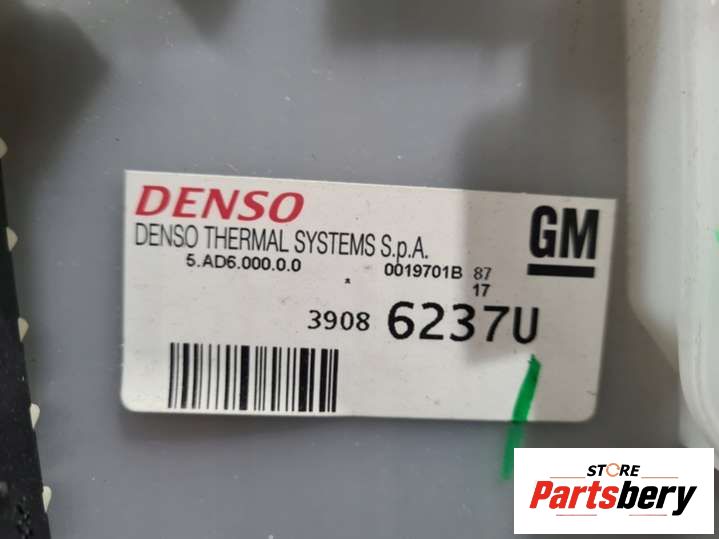 DENSO
GM
DENSO THERMAL SYSTEMS S.p.A.
5.AD6.000.0.0 * 0019701B 87
17
3908 6237U
STORE
Partsbery